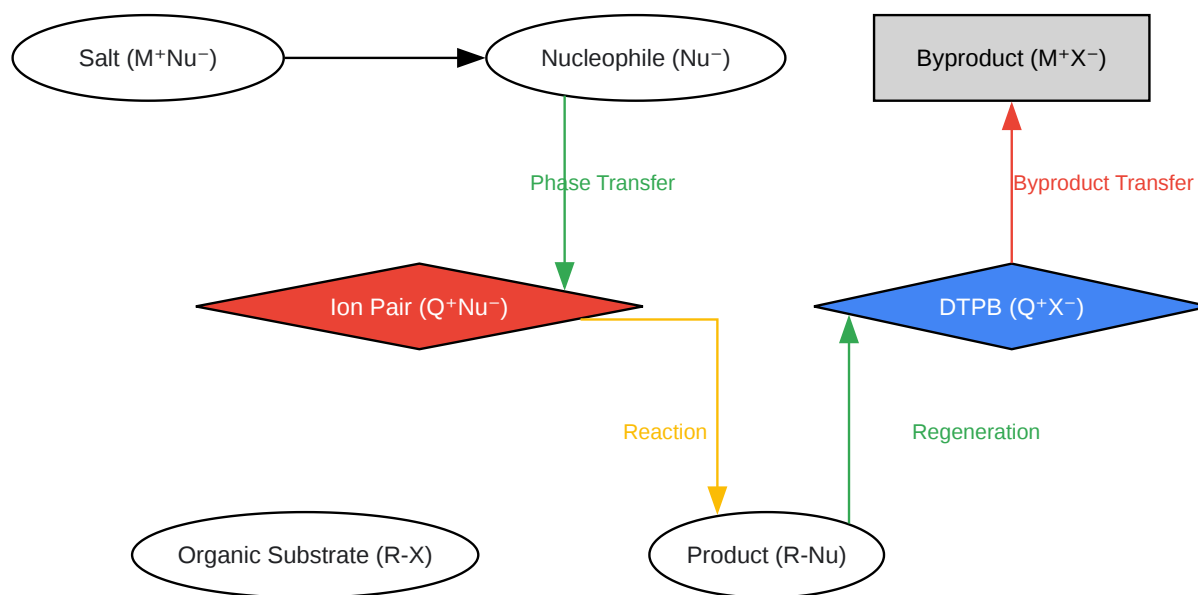 Salt (M⁺Nu⁻)
Nucleophile (Nu⁻)
Byproduct (M⁺X⁻)
Phase Transfer
Byproduct Transfer
Ion Pair (Q⁺Nu⁻)
DTPB (Q⁺X⁻)
Reaction
Regeneration
Organic Substrate (R-X)
Product (R-Nu)